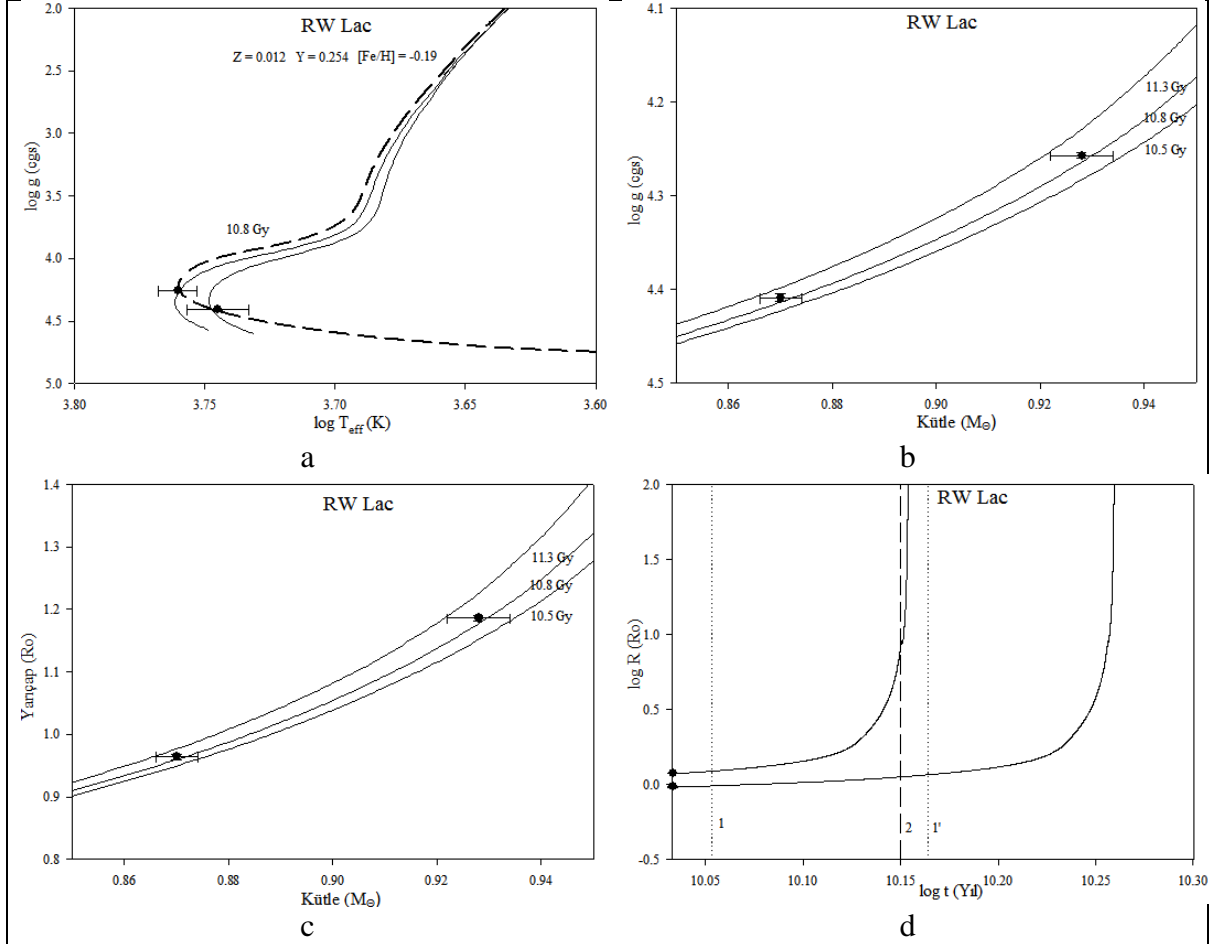 RW Lac
Z = 0.012 Y = 0.254 [Fe/H] = -0.19
2.0
2.5
3.0
3.5
4.0
4.5
5.0
log g (cgs)
10.8 Gy
3.80
3.75
3.70
3.65
3.60
log T_eff (K)
a
RW Lac
4.1
4.2
4.3
4.4
4.5
log g (cgs)
11.3 Gy
10.8 Gy
10.5 Gy
0.86
0.88
0.90
0.92
0.94
Kütle (M⊙)
b
RW Lac
1.4
1.3
1.2
1.1
1.0
0.9
0.8
Yarıçap (Ro)
11.3 Gy
10.8 Gy
10.5 Gy
0.86
0.88
0.90
0.92
0.94
Kütle (M⊙)
c
RW Lac
2.0
1.5
1.0
0.5
0.0
-0.5
log R (Ro)
1
2
1'
10.05
10.10
10.15
10.20
10.25
10.30
log t (Yıl)
d